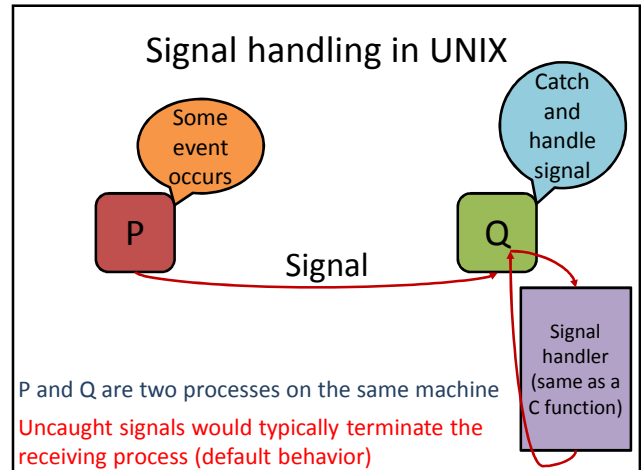 Signal handling in UNIX
Some
event
occurs
Catch
and
handle
signal
P
Q
Signal
Signal
handler
(same as a
C function)
P and Q are two processes on the same machine
Uncaught signals would typically terminate the
receiving process (default behavior)